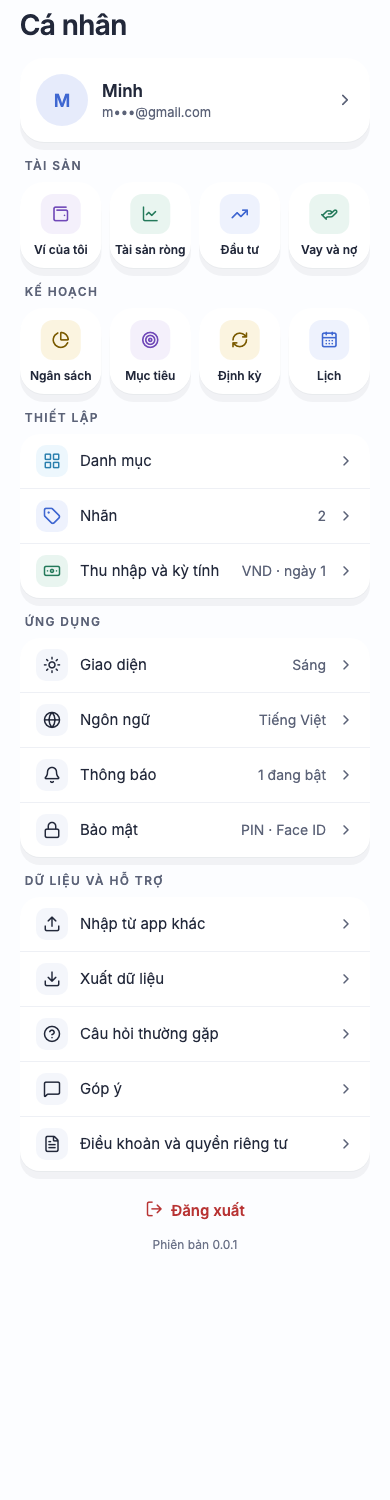 Cá nhân
M
Minh
m•••@gmail.com
TÀI SẢN
Ví của tôi
Tài sản ròng
Đầu tư
Vay và nợ
KẾ HOẠCH
Ngân sách
Mục tiêu
Định kỳ
Lịch
THIẾT LẬP
Danh mục
Nhãn 2
Thu nhập và kỳ tính VND · ngày 1
ỨNG DỤNG
Giao diện Sáng
Ngôn ngữ Tiếng Việt
Thông báo 1 đang bật
Bảo mật PIN · Face ID
DỮ LIỆU VÀ HỖ TRỢ
Nhập từ app khác
Xuất dữ liệu
Câu hỏi thường gặp
Góp ý
Điều khoản và quyền riêng tư
Đăng xuất
Phiên bản 0.0.1